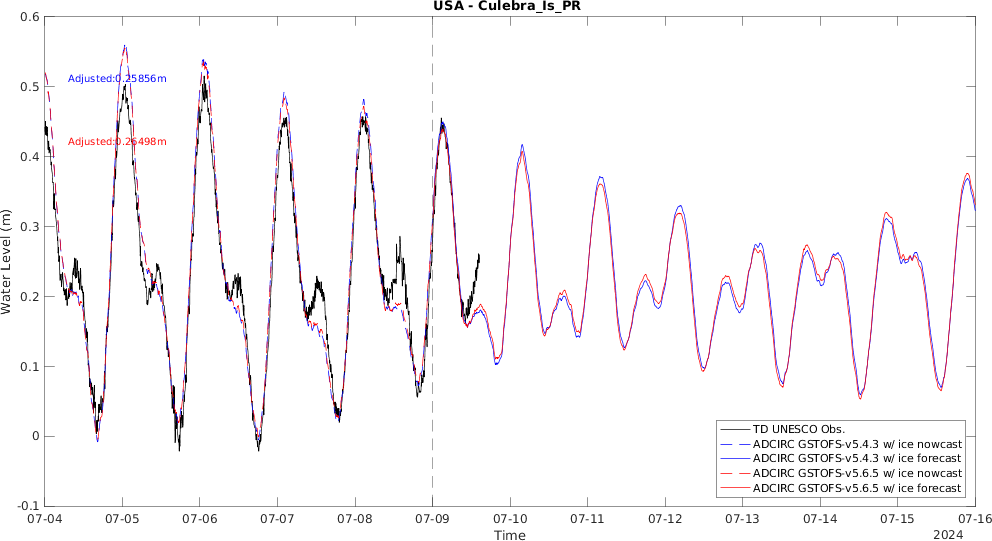 USA - Culebra_Is_PR
0.6
0.5
0.4
0.3
0.2
0.1
0
-0.1
Water Level (m)
Adjusted:0.25856m
Adjusted:0.26498m
TD UNESCO Obs.
ADCIRC GSTOFS-v5.4.3 w/ ice nowcast
ADCIRC GSTOFS-v5.4.3 w/ ice forecast
ADCIRC GSTOFS-v5.6.5 w/ ice nowcast
ADCIRC GSTOFS-v5.6.5 w/ ice forecast
07-04 07-05 07-06 07-07 07-08 07-09 07-10 07-11 07-12 07-13 07-14 07-15 07-16
Time
2024